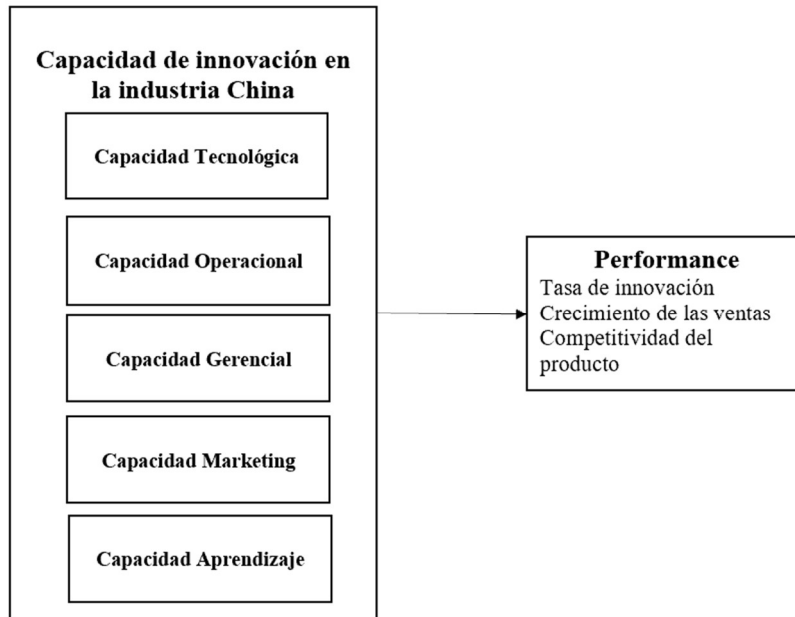 Capacidad de innovación en
la industria China
Capacidad Tecnológica
Capacidad Operacional
Capacidad Gerencial
Capacidad Marketing
Capacidad Aprendizaje
Performance
Tasa de innovación
Crecimiento de las ventas
Competitividad del
producto